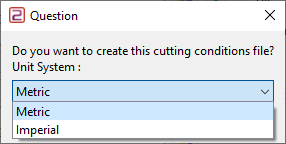 Question
Do you want to create this cutting conditions file?
Unit System :
Metric
Metric
Imperial